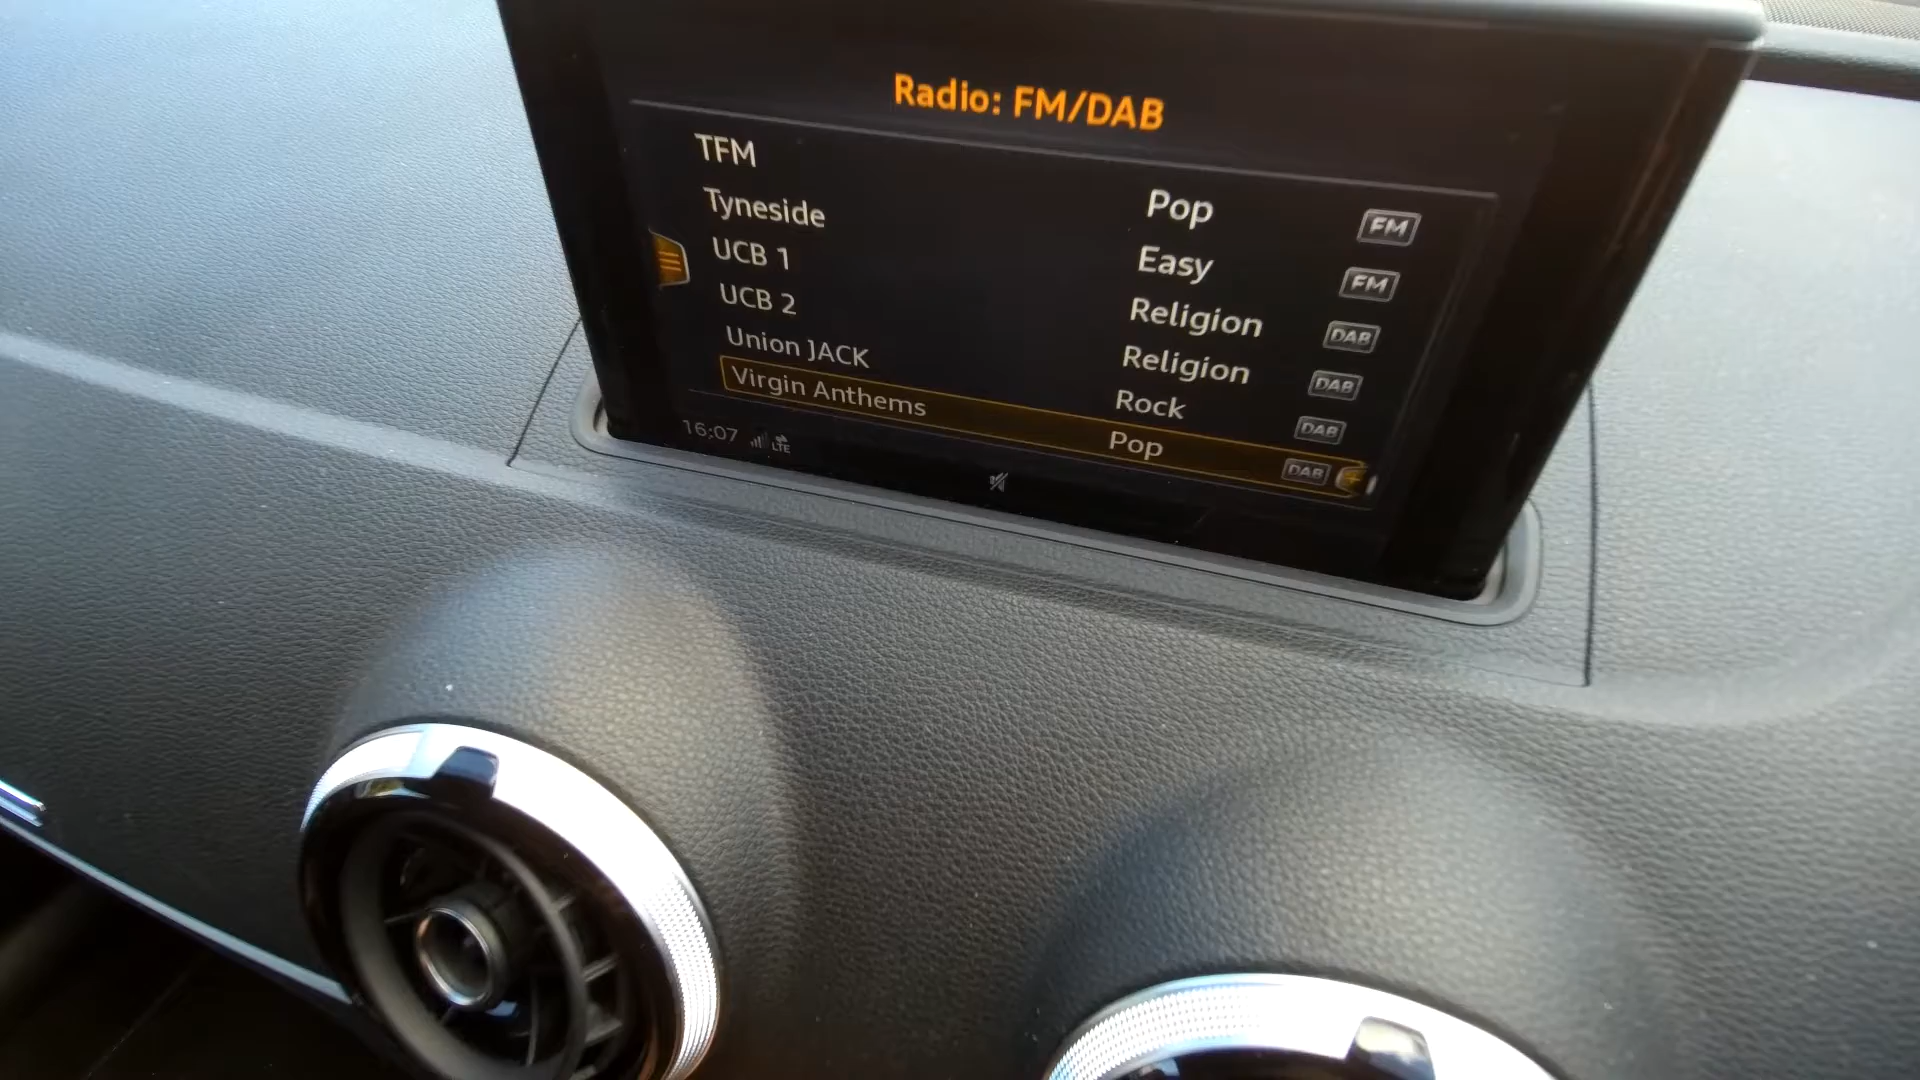 Radio: FM/DAB
TFM Pop FM
Tyneside Easy FM
UCB 1 Religion DAB
UCB 2 Religion DAB
Union JACK Rock DAB
Virgin Anthems Pop DAB
16:07 LTE